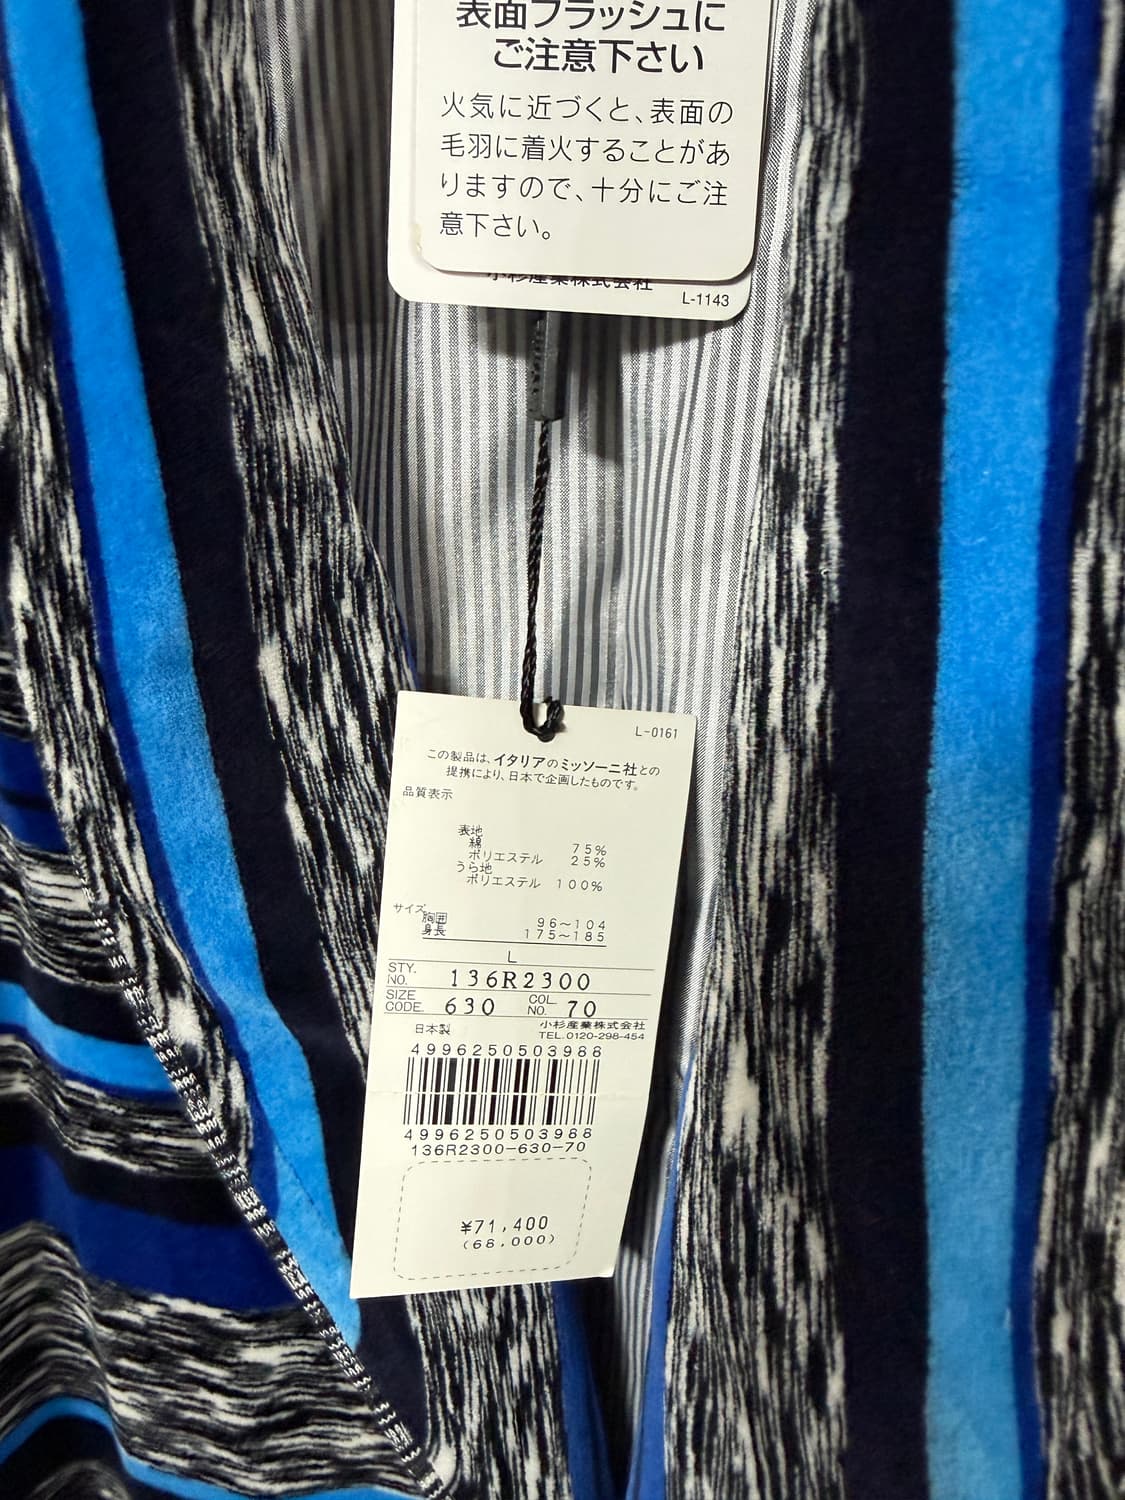 表面フラッシュに
ご注意下さい
火気に近づくと、表面の
毛羽に着火することがあ
りますので、十分にご注
意下さい。
小杉産業株式会社
L-1143
L-0161
この製品は、イタリアのミッソーニ社との
提携により、日本で企画したものです。
品質表示
表地
綿 75%
ポリエステル 25%
うら地
ポリエステル 100%
サイズ
胸囲 96〜104
身長 175〜185
L
STY. NO. 136R2300
SIZE CODE. 630 COL. NO. 70
日本製 小杉産業株式会社
TEL.0120-298-454
4996250503988
4996250503988
136R2300-630-70
¥71,400
(68,000)